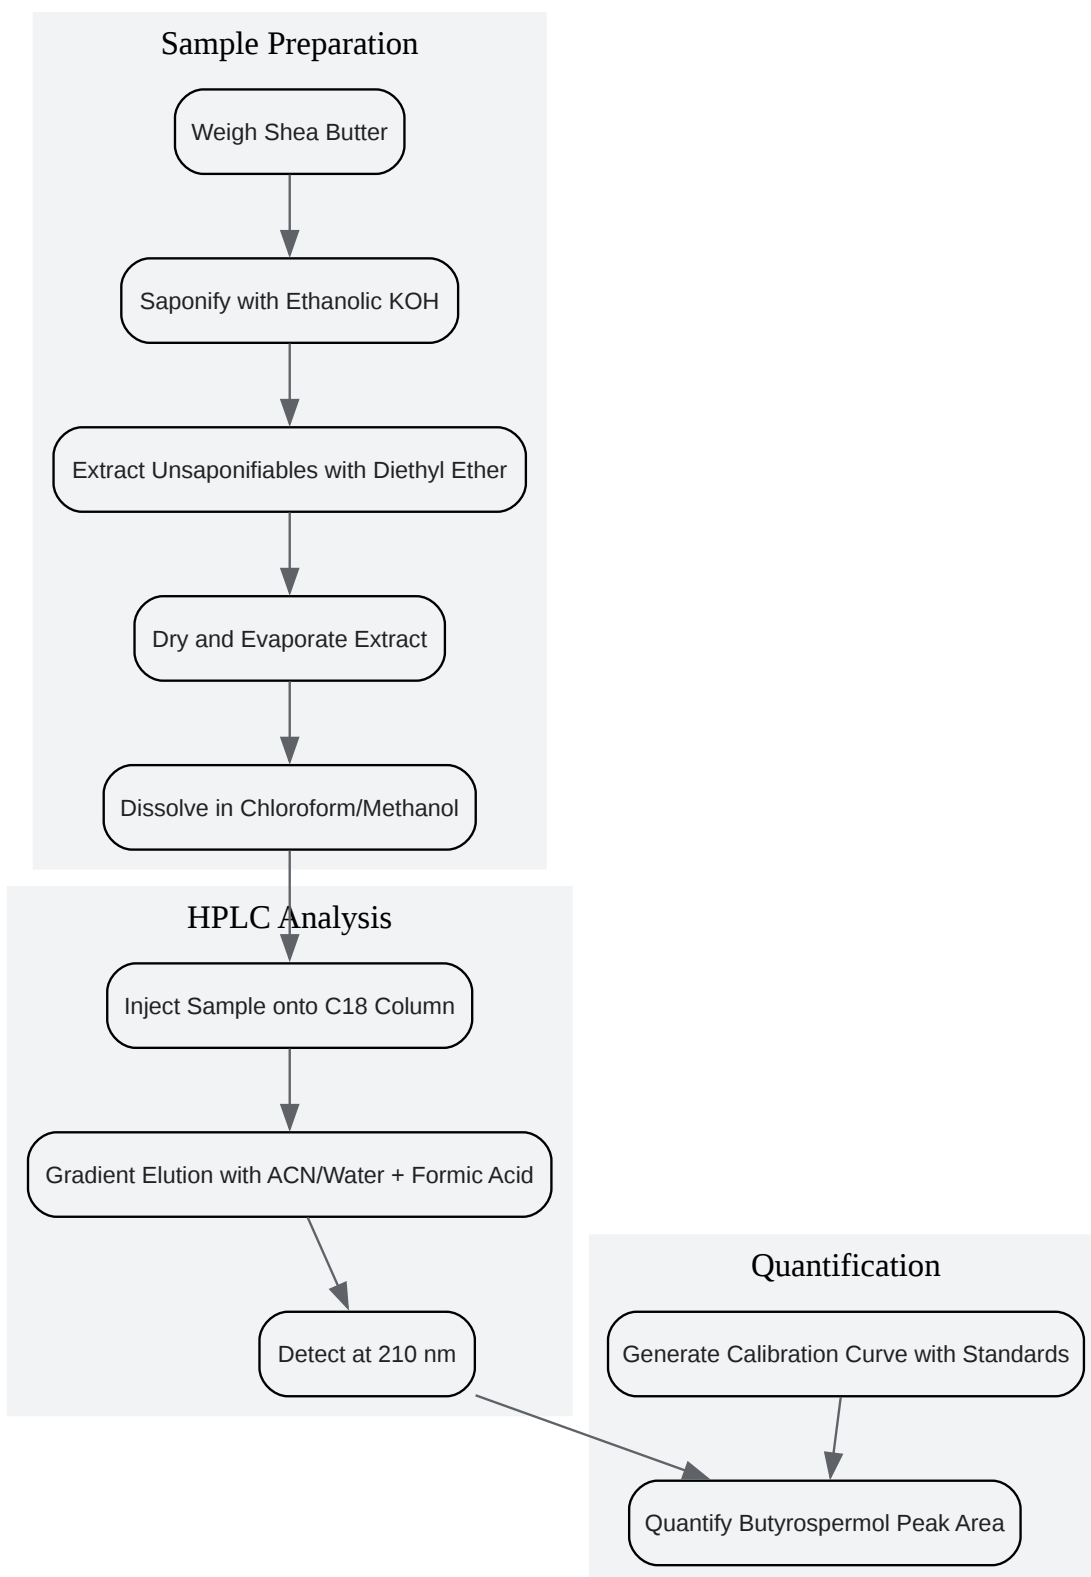 Sample Preparation
Weigh Shea Butter
Saponify with Ethanolic KOH
Extract Unsaponifiables with Diethyl Ether
Dry and Evaporate Extract
Dissolve in Chloroform/Methanol
HPLC Analysis
Inject Sample onto C18 Column
Gradient Elution with ACN/Water + Formic Acid
Detect at 210 nm
Quantification
Generate Calibration Curve with Standards
Quantify Butyrospermol Peak Area